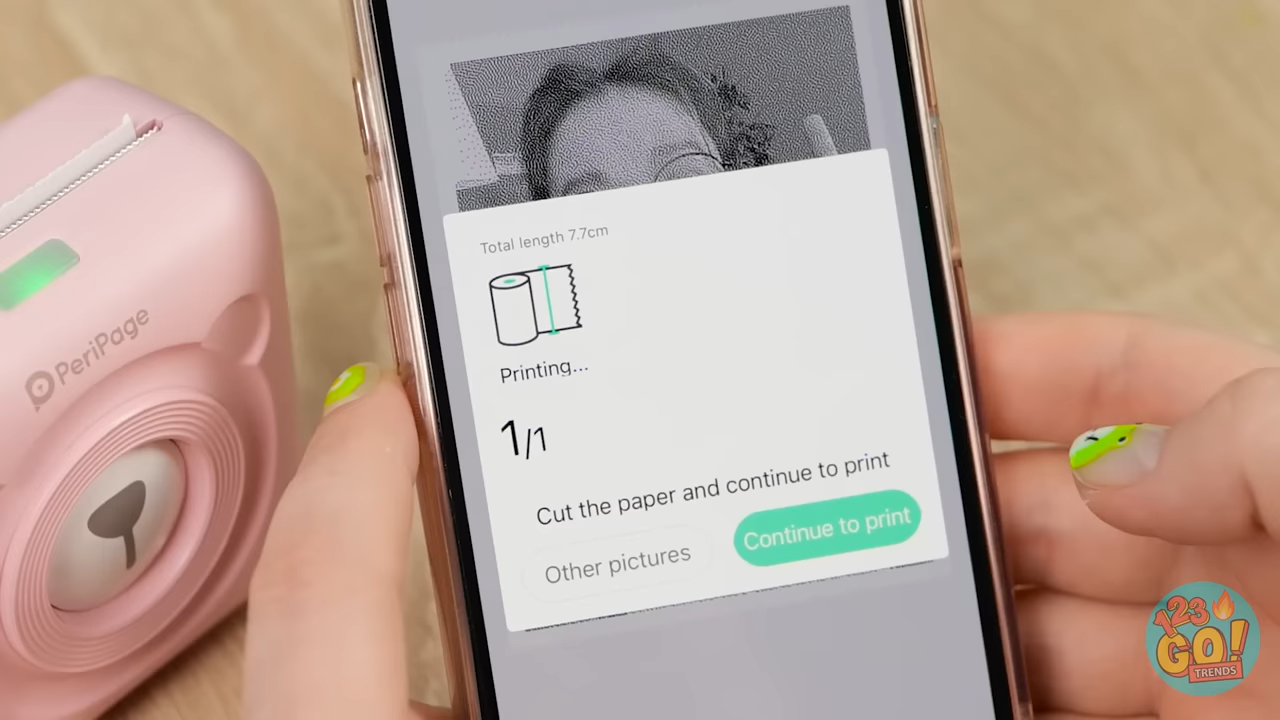 Total length 7.7cm
Printing...
1/1
Cut the paper and continue to print
Other pictures
Continue to print
PeriPage
123
GO!
TRENDS